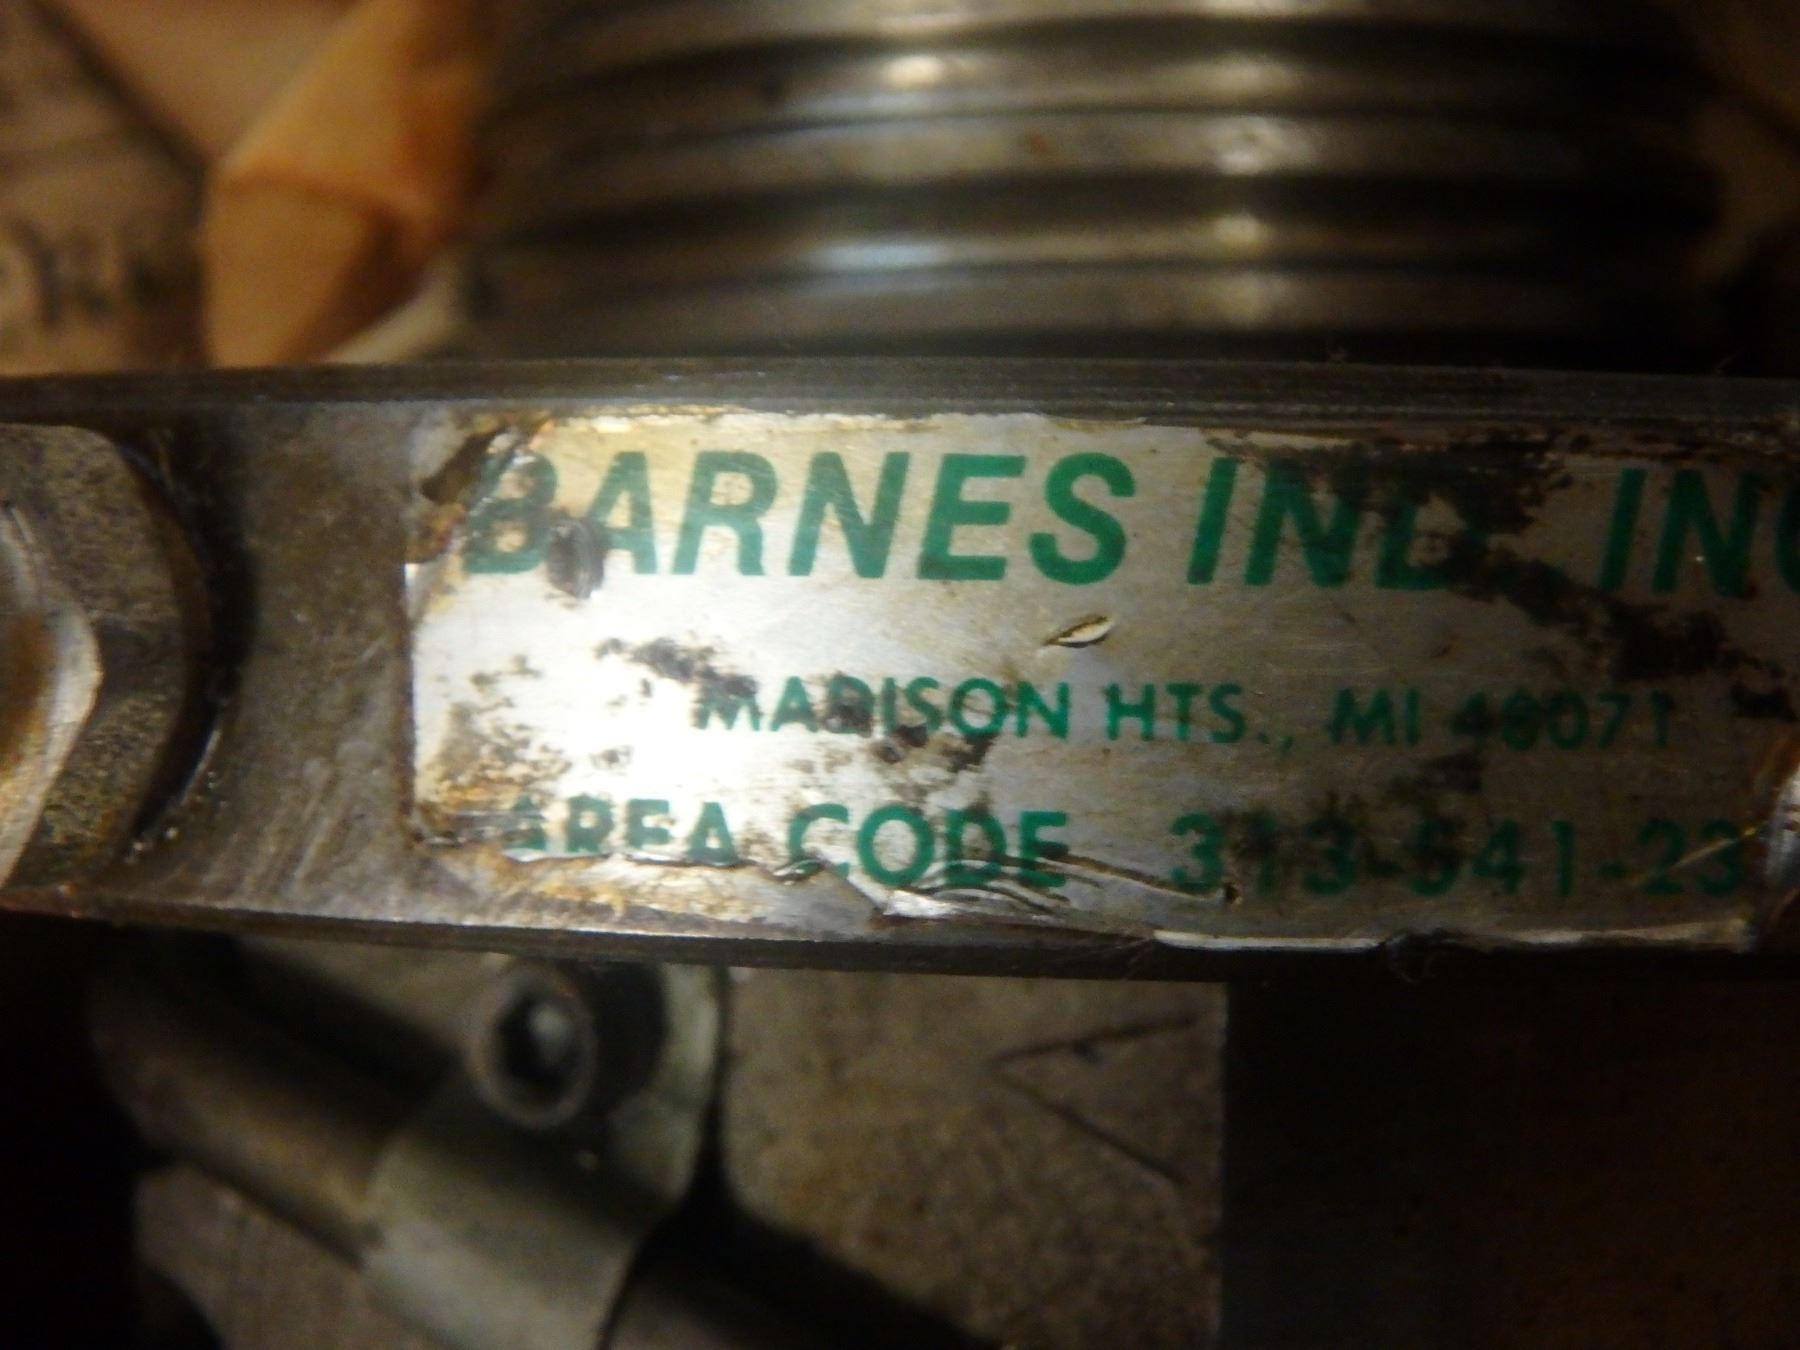 BARNES IND. INC
MADISON HTS., MI 48071
AREA CODE 313-541-23